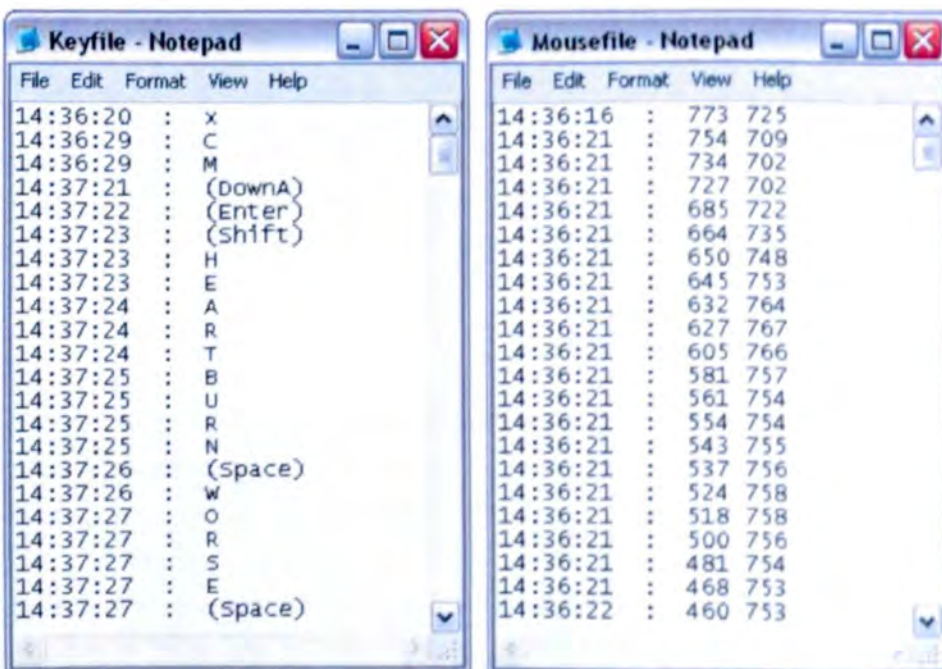 Keyfile - Notepad
File Edit Format View Help
14:36:20 : x
14:36:29 : C
14:36:29 : M
14:37:21 : (DownA)
14:37:22 : (Enter)
14:37:23 : (Shift)
14:37:23 : H
14:37:23 : E
14:37:24 : A
14:37:24 : R
14:37:24 : T
14:37:25 : B
14:37:25 : U
14:37:25 : R
14:37:25 : N
14:37:26 : (Space)
14:37:26 : W
14:37:27 : O
14:37:27 : R
14:37:27 : S
14:37:27 : E
14:37:27 : (Space)
Mousefile - Notepad
File Edit Format View Help
14:36:16 : 773 725
14:36:21 : 754 709
14:36:21 : 734 702
14:36:21 : 727 702
14:36:21 : 685 722
14:36:21 : 664 735
14:36:21 : 650 748
14:36:21 : 645 753
14:36:21 : 632 764
14:36:21 : 627 767
14:36:21 : 605 766
14:36:21 : 581 757
14:36:21 : 561 754
14:36:21 : 554 754
14:36:21 : 543 755
14:36:21 : 537 756
14:36:21 : 524 758
14:36:21 : 518 758
14:36:21 : 500 756
14:36:21 : 481 754
14:36:21 : 468 753
14:36:22 : 460 753